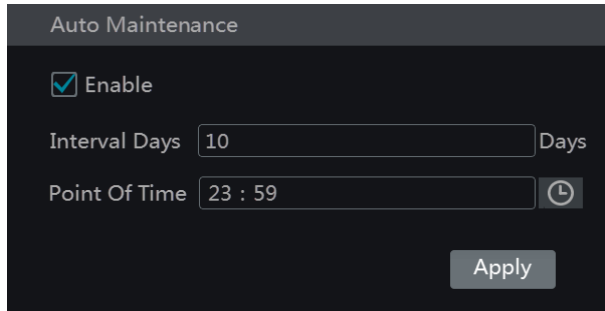 Auto Maintenance
Enable
Interval Days 10 Days
Point Of Time 23 : 59
Apply